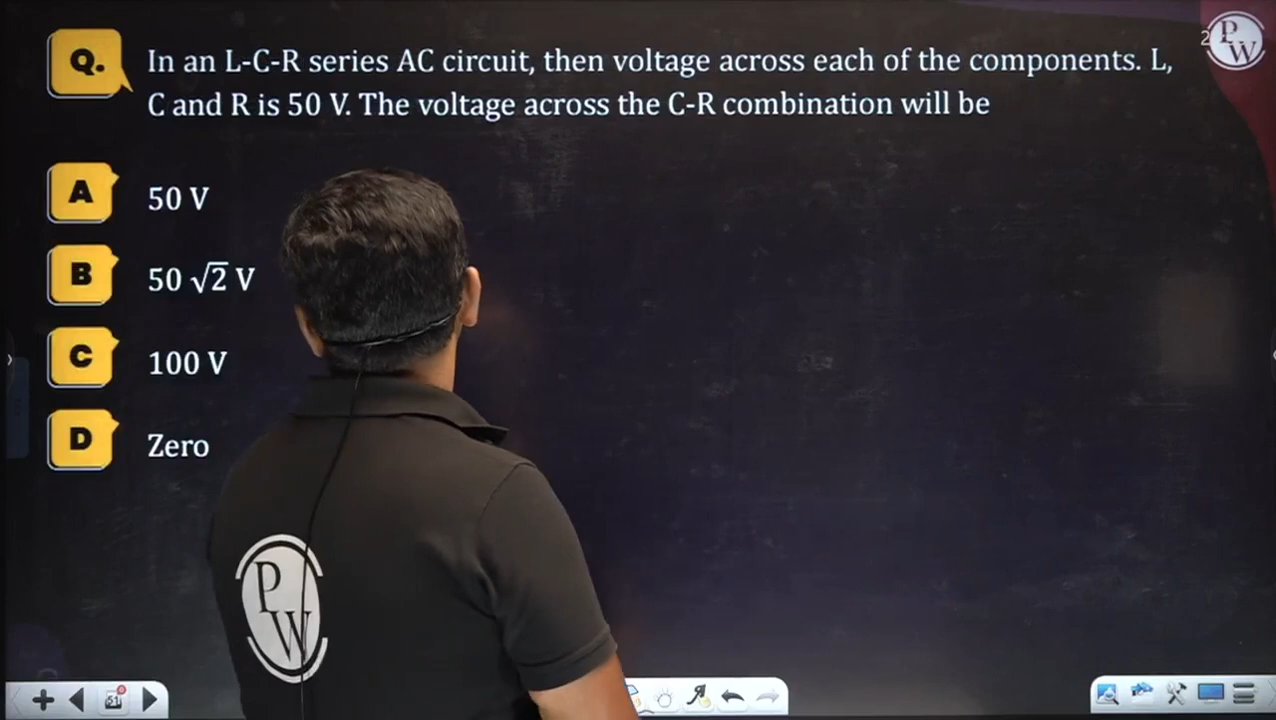 2
P
W
Q.
In an L-C-R series AC circuit, then voltage across each of the components. L,
C and R is 50 V. The voltage across the C-R combination will be
A
50 V
B
50 √2 V
C
100 V
D
Zero
P
W